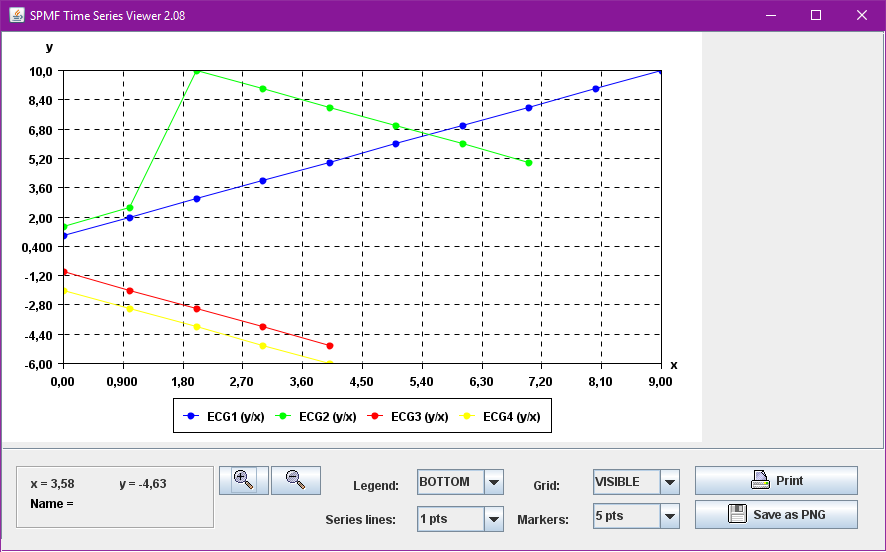 SPMF Time Series Viewer 2.08
y
10,0
8,40
6,80
5,20
3,60
2,00
0,400
-1,20
-2,80
-4,40
-6,00
x
0,00 0,900 1,80 2,70 3,60 4,50 5,40 6,30 7,20 8,10 9,00
ECG1 (y/x) ECG2 (y/x) ECG3 (y/x) ECG4 (y/x)
x = 3,58 y = -4,63
Name =
Legend: BOTTOM Grid: VISIBLE Print
Series lines: 1 pts Markers: 5 pts Save as PNG